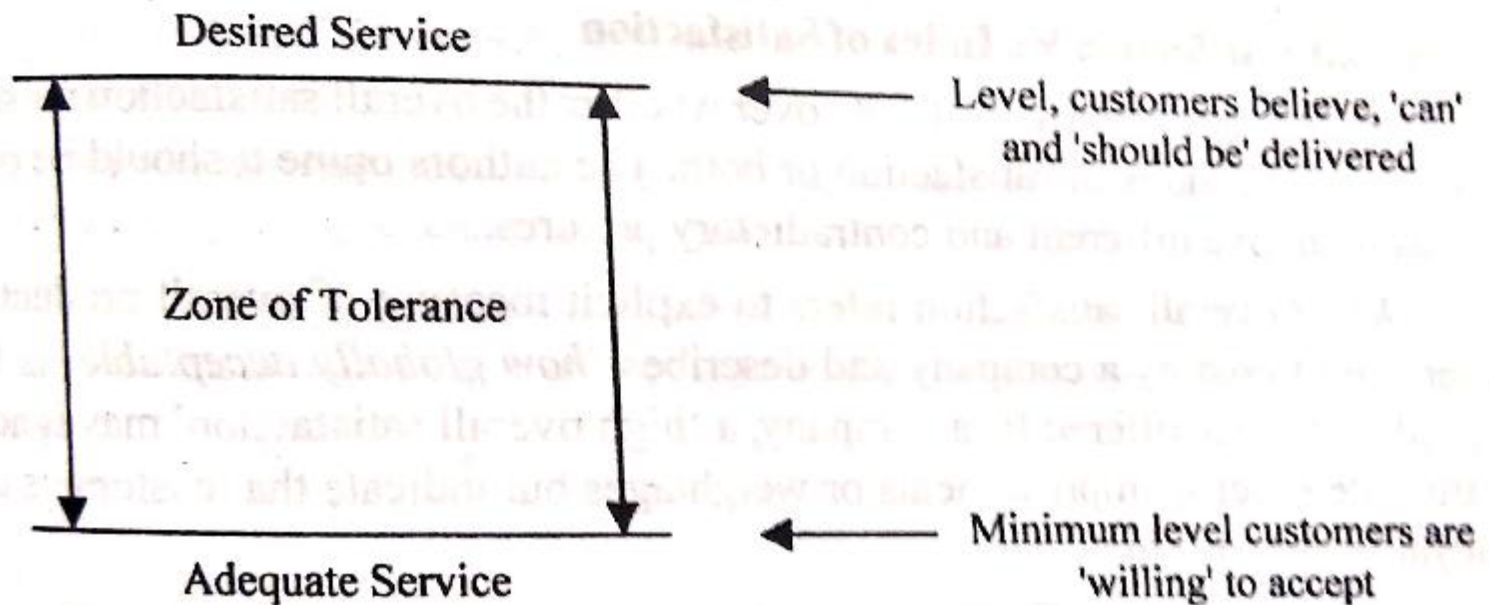 Desired Service
Level, customers believe, 'can'
and 'should be' delivered
Zone of Tolerance
Minimum level customers are
'willing' to accept
Adequate Service